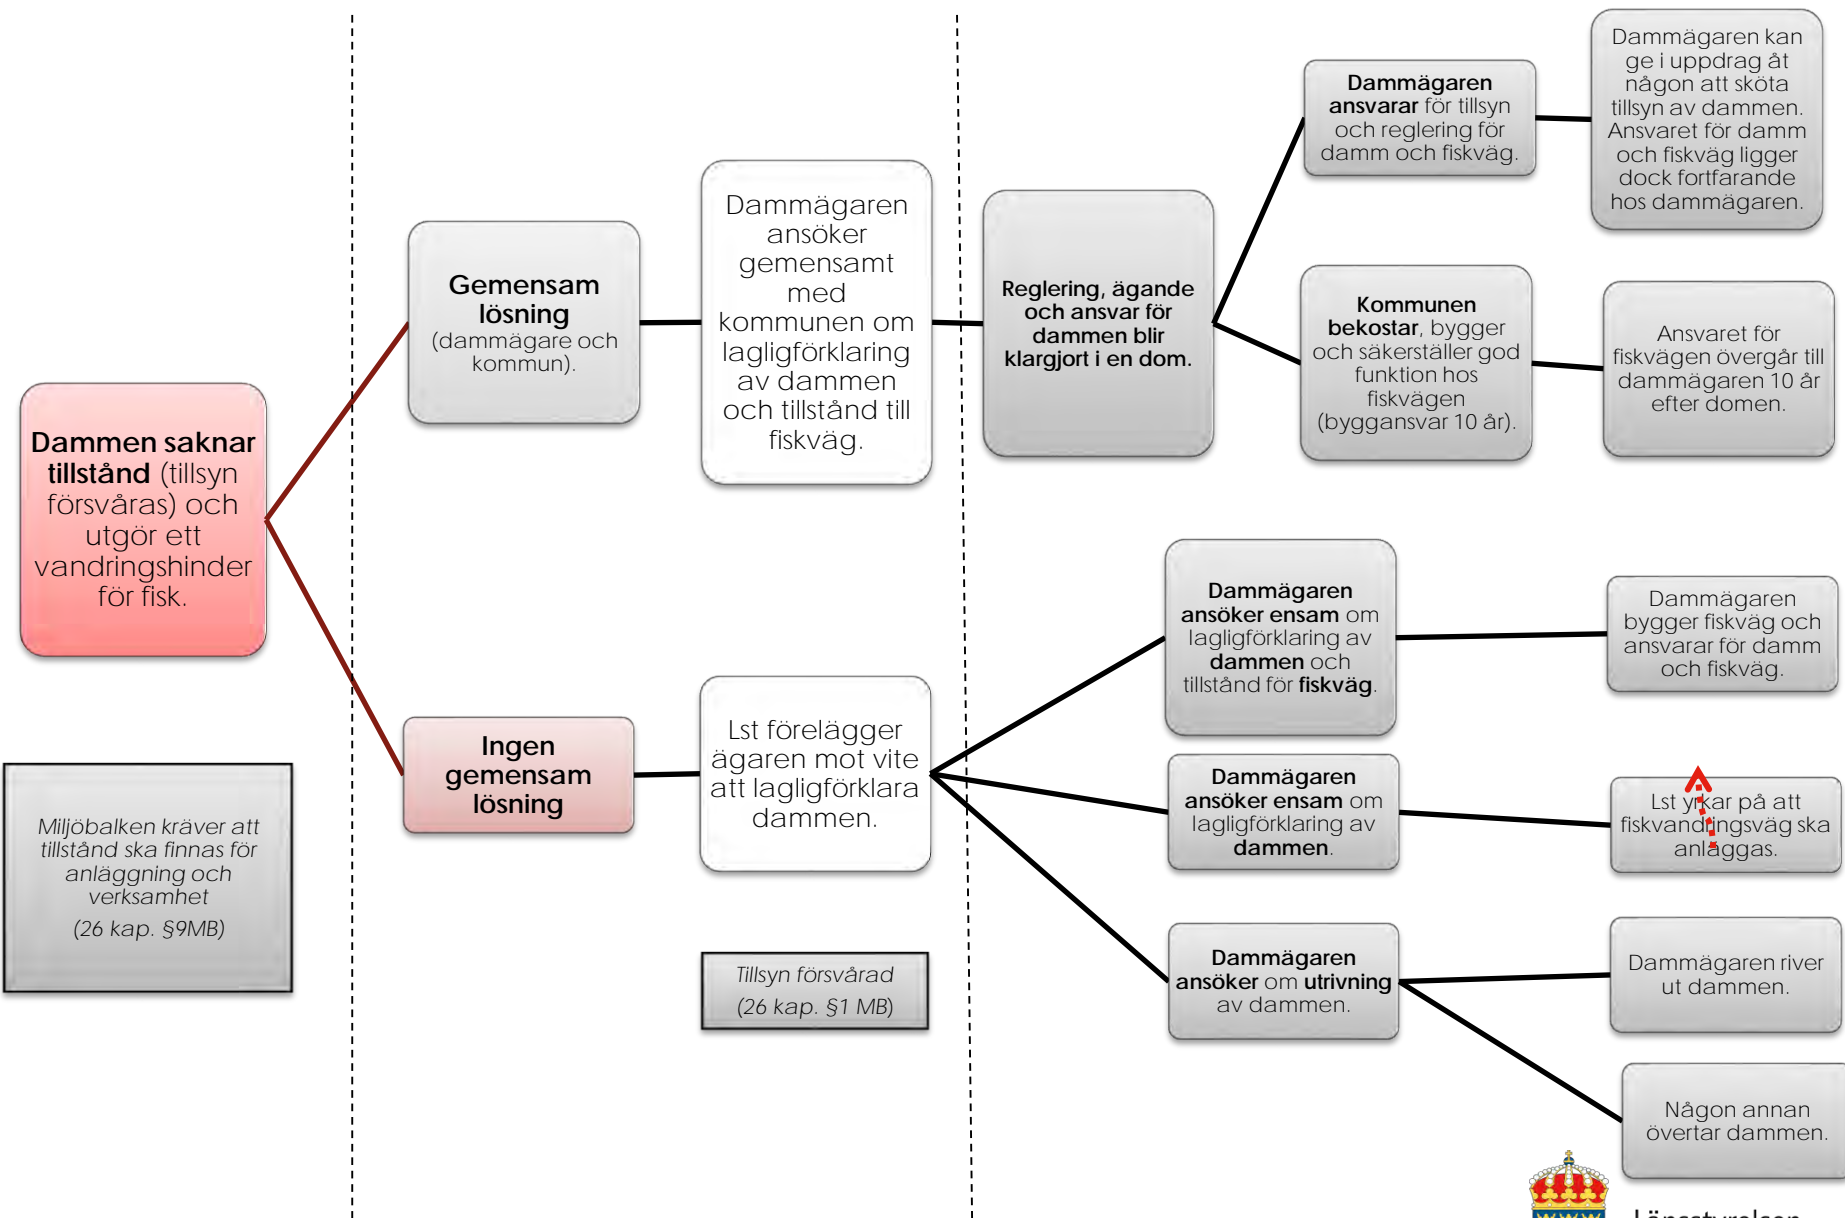 Dammen saknar
tillstånd (tillsyn
försvåras) och
utgör ett
vandringshinder
för fisk.
Miljöbalken kräver att
tillstånd ska finnas för
anläggning och
verksamhet
(26 kap. §9MB)
Gemensam
lösning
(dammägare och
kommun).
Dammägaren
ansöker
gemensamt
med
kommunen om
lagligförklaring
av dammen
och tillstånd till
fiskväg.
Reglering, ägande
och ansvar för
dammen blir
klargjort i en dom.
Dammägaren
ansvarar för tillsyn
och reglering för
damm och fiskväg.
Dammägaren kan
ge i uppdrag åt
någon att sköta
tillsyn av dammen.
Ansvaret för damm
och fiskväg ligger
dock fortfarande
hos dammägaren.
Kommunen
bekostar, bygger
och säkerställer god
funktion hos
fiskvägen
(byggansvar 10 år).
Ansvaret för
fiskvägen övergår till
dammägaren 10 år
efter domen.
Ingen
gemensam
lösning
Lst förelägger
ägaren mot vite
att lagligförklara
dammen.
Tillsyn försvårad
(26 kap. §1 MB)
Dammägaren
ansöker ensam om
lagligförklaring av
dammen och
tillstånd för fiskväg.
Dammägaren
bygger fiskväg och
ansvarar för damm
och fiskväg.
Dammägaren
ansöker ensam om
lagligförklaring av
dammen.
Lst yrkar på att
fiskvandringsväg ska
anläggas.
Dammägaren
ansöker om utrivning
av dammen.
Dammägaren river
ut dammen.
Någon annan
övertar dammen.
Länsstyrelsen